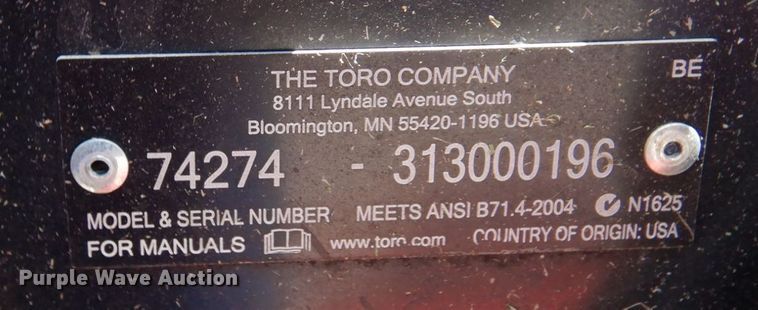 THE TORO COMPANY BE
8111 Lyndale Avenue South
Bloomington, MN 55420-1196 USA
74274 - 313000196
MODEL & SERIAL NUMBER MEETS ANSI B71.4-2004 N1625
FOR MANUALS www.toro.com COUNTRY OF ORIGIN: USA
Purple Wave Auction